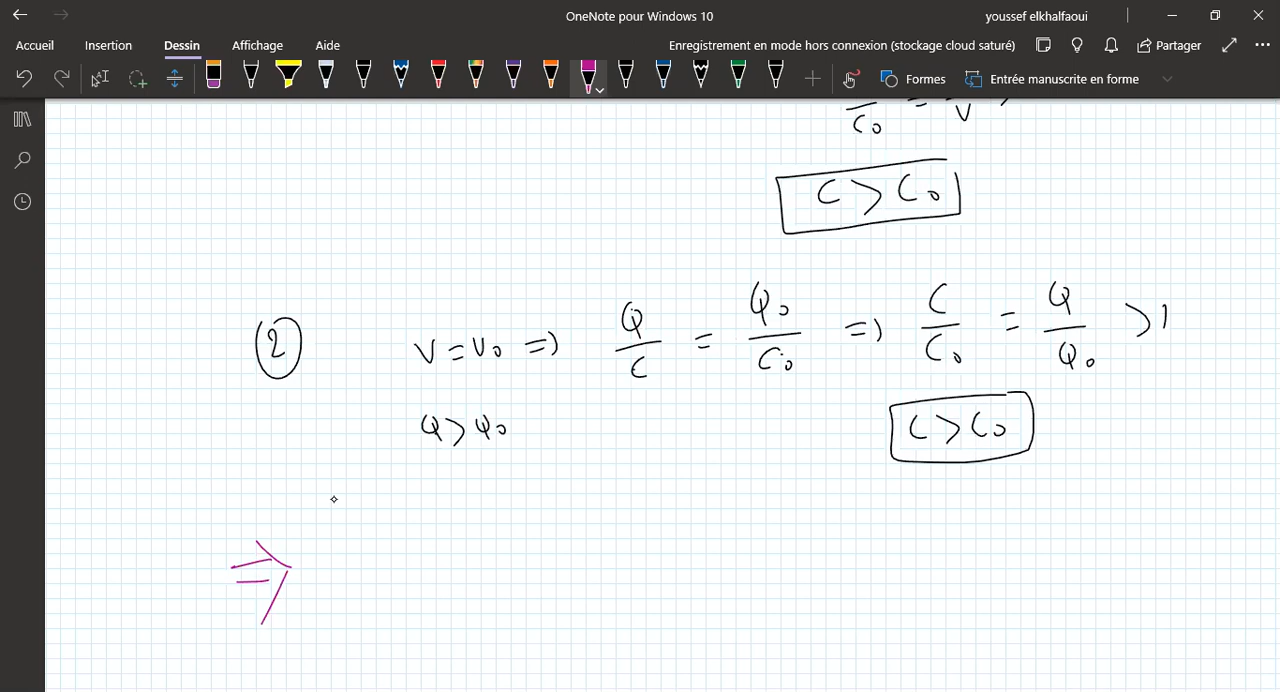 OneNote pour Windows 10
youssef elkhalfaoui
Accueil Insertion Dessin Affichage Aide
Enregistrement en mode hors connexion (stockage cloud saturé)
Partager
Formes
Entrée manuscrite en forme
C₀ = V
C > C₀
② V = V₀ => Q/C = Q₀/C₀ => C/C₀ = Q/Q₀ > 1
Q > Q₀
C > C₀
=>